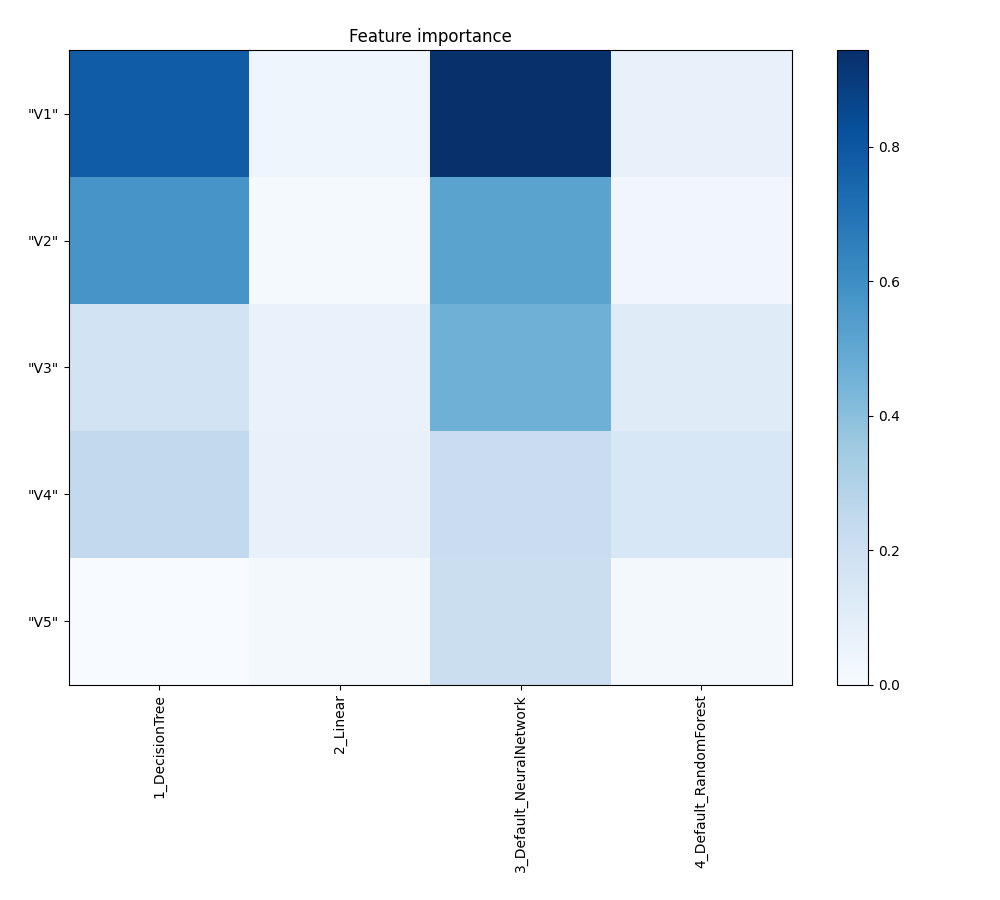 Feature importance
"V1"
"V2"
"V3"
"V4"
"V5"
1_DecisionTree
2_Linear
3_Default_NeuralNetwork
4_Default_RandomForest
0.8
0.6
0.4
0.2
0.0